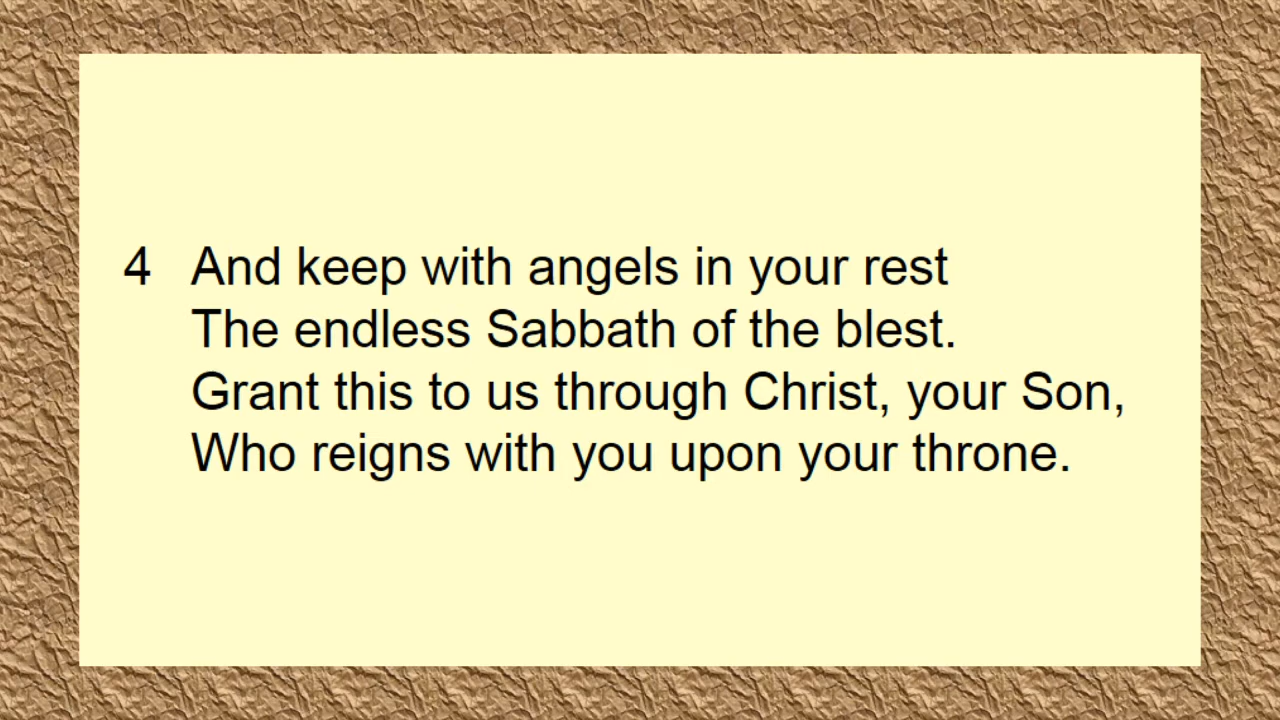 4 And keep with angels in your rest
The endless Sabbath of the blest.
Grant this to us through Christ, your Son,
Who reigns with you upon your throne.